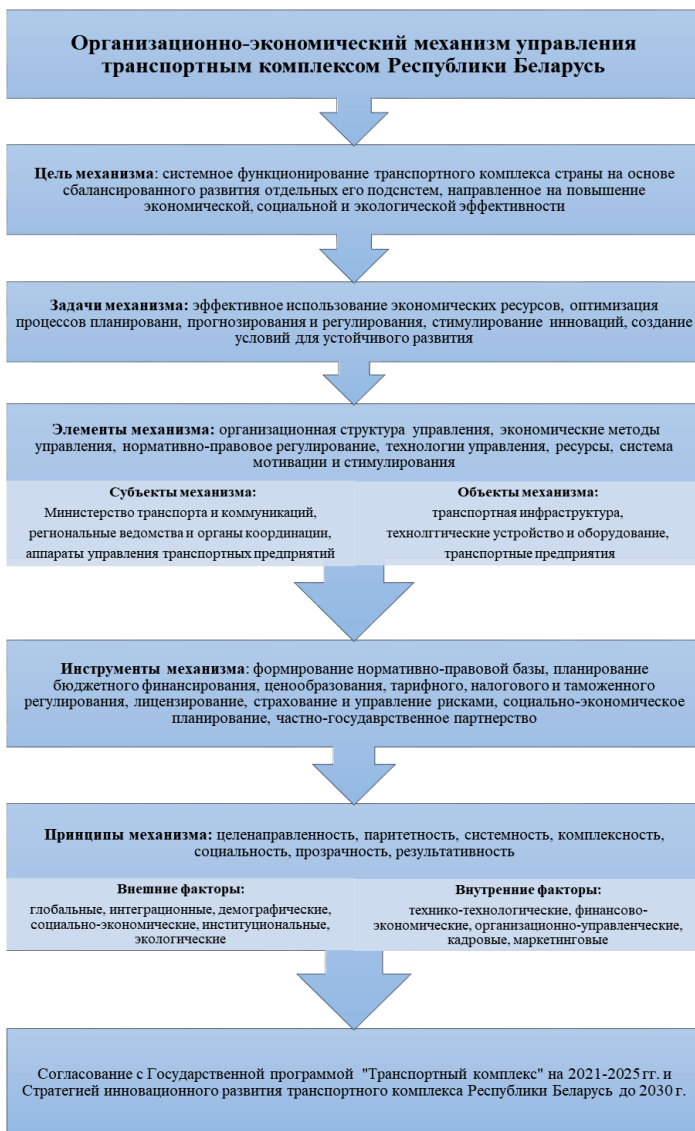 Организационно-экономический механизм управления
транспортным комплексом Республики Беларусь
Цель механизма: системное функционирование транспортного комплекса страны на основе
сбалансированного развития отдельных его подсистем, направленное на повышение
экономической, социальной и экологической эффективности
Задачи механизма: эффективное использование экономических ресурсов, оптимизация
процессов планировани, прогнозирования и регулирования, стимулирование инноваций, создание
условий для устойчивого развития
Элементы механизма: организационная структура управления, экономические методы
управления, нормативно-правовое регулирование, технологии управления, ресурсы, система
мотивации и стимулирования
Субъекты механизма:
Министерство транспорта и коммуникаций,
региональные ведомства и органы координации,
аппараты управления транспортных предприятий
Объекты механизма:
транспортная инфраструктура,
технолггические устройство и оборудование,
транспортные предприятия
Инструменты механизма: формирование нормативно-правовой базы, планирование
бюджетного финансирования, ценообразования, тарифного, налогового и таможенного
регулирования, лицензирование, страхование и управление рисками, социально-экономическое
планирование, частно-государственное партнерство
Принципы механизма: целенаправленность, паритетность, системность, комплексность,
социальность, прозрачность, результативность
Внешние факторы:
глобальные, интеграционные, демографические,
социально-экономические, институциональные,
экологические
Внутренние факторы:
технико-технологические, финансово-
экономические, организационно-управленческие,
кадровые, маркетинговые
Согласование с Государственной программой "Транспортный комплекс" на 2021-2025 гг. и
Стратегией инновационного развития транспортного комплекса Республики Беларусь до 2030 г.